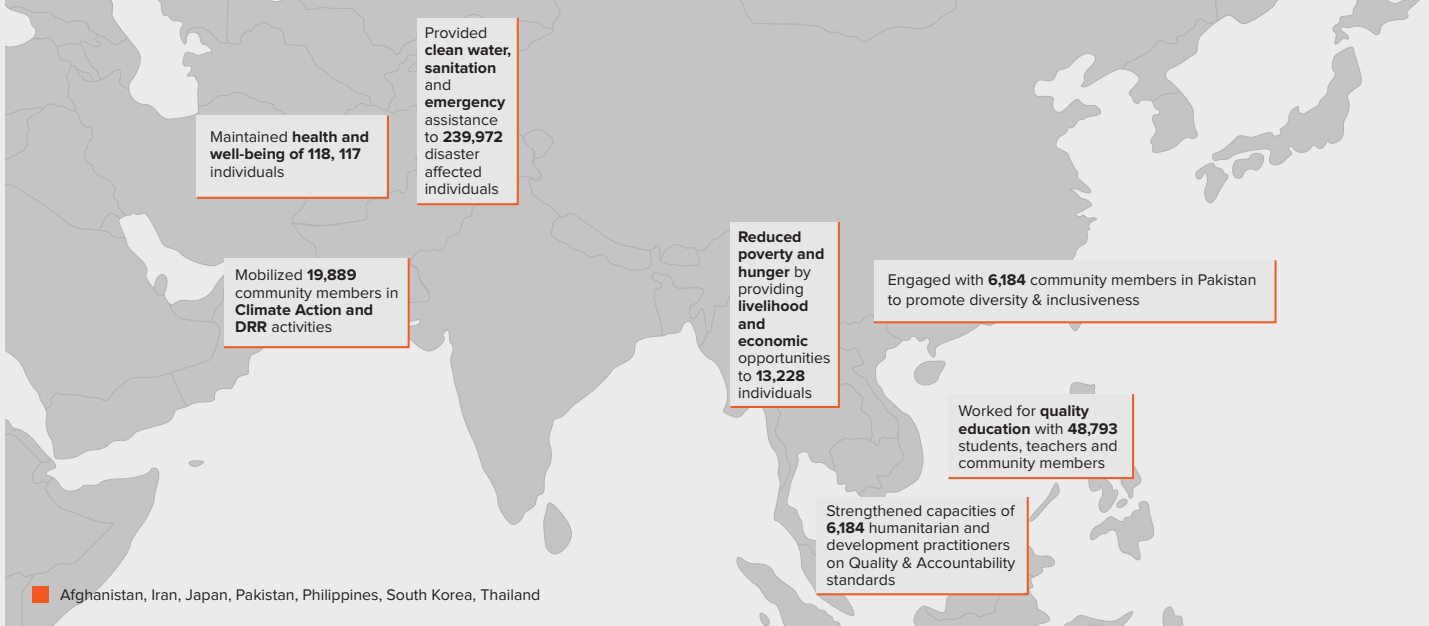 Provided
clean water,
sanitation
and
emergency
assistance
to 239,972
disaster
affected
individuals
Maintained health and
well-being of 118, 117
individuals
Mobilized 19,889
community members in
Climate Action and
DRR activities
Reduced
poverty and
hunger by
providing
livelihood
and
economic
opportunities
to 13,228
individuals
Engaged with 6,184 community members in Pakistan
to promote diversity & inclusiveness
Worked for quality
education with 48,793
students, teachers and
community members
Strengthened capacities of
6,184 humanitarian and
development practitioners
on Quality & Accountability
standards
Afghanistan, Iran, Japan, Pakistan, Philippines, South Korea, Thailand